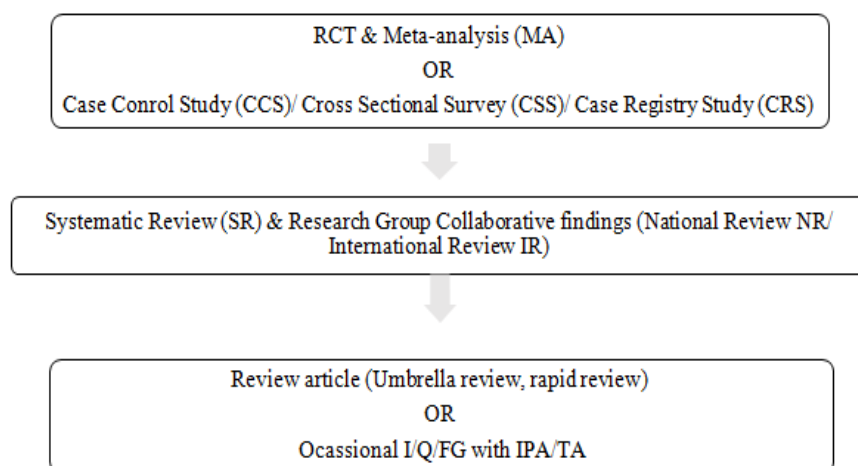 RCT & Meta-analysis (MA)
OR
Case Conrol Study (CCS)/ Cross Sectional Survey (CSS)/ Case Registry Study (CRS)
Systematic Review (SR) & Research Group Collaborative findings (National Review NR/
International Review IR)
Review article (Umbrella review, rapid review)
OR
Ocassional I/Q/FG with IPA/TA